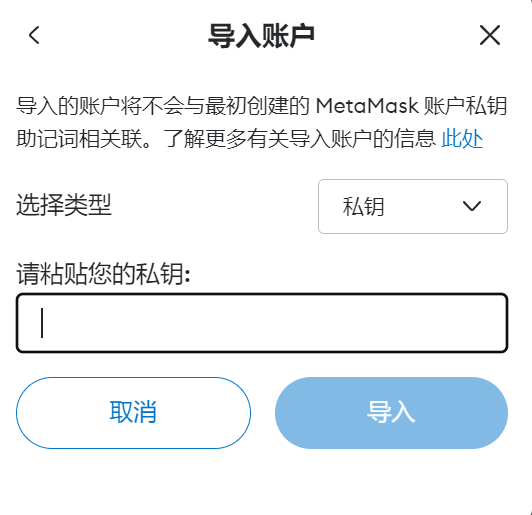 导入账户
导入的账户将不会与最初创建的 MetaMask 账户私钥
助记词相关联。了解更多有关导入账户的信息 此处
选择类型
私钥
请粘贴您的私钥:
取消
导入